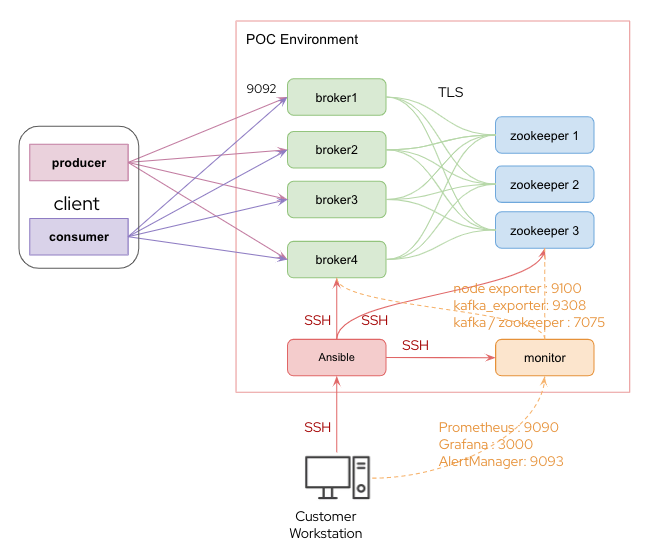 POC Environment
9092
broker1
TLS
zookeeper 1
producer
broker2
client
zookeeper 2
broker3
consumer
zookeeper 3
broker4
node exporter : 9100
kafka_exporter: 9308
kafka / zookeeper : 7075
SSH
SSH
SSH
Ansible
monitor
SSH
Prometheus : 9090
Grafana : 3000
AlertManager: 9093
Customer
Workstation